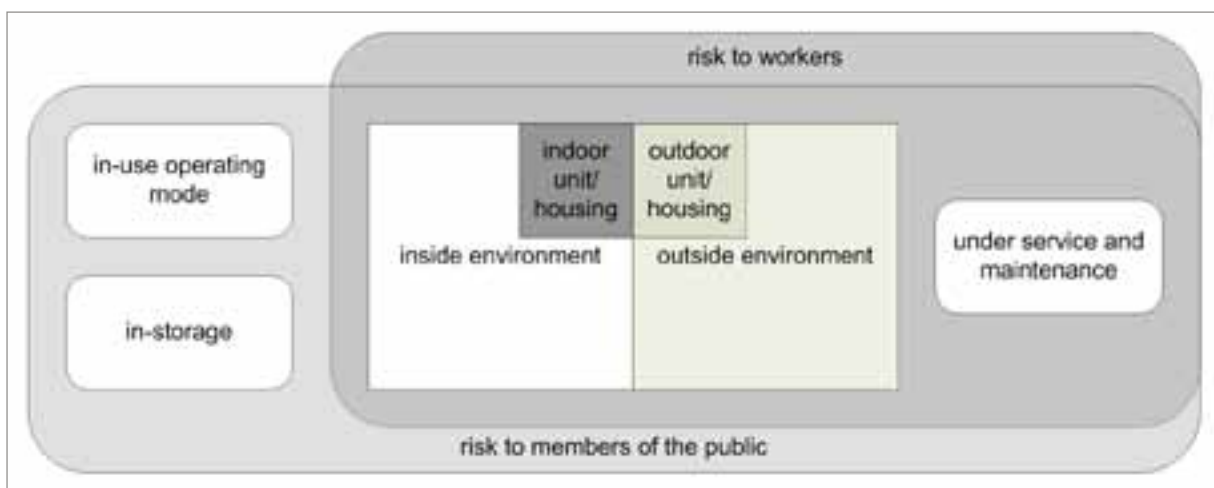 risk to workers
in-use operating
mode
in-storage
indoor
unit/
housing
outdoor
unit/
housing
inside environment
outside environment
under service and
maintenance
risk to members of the public